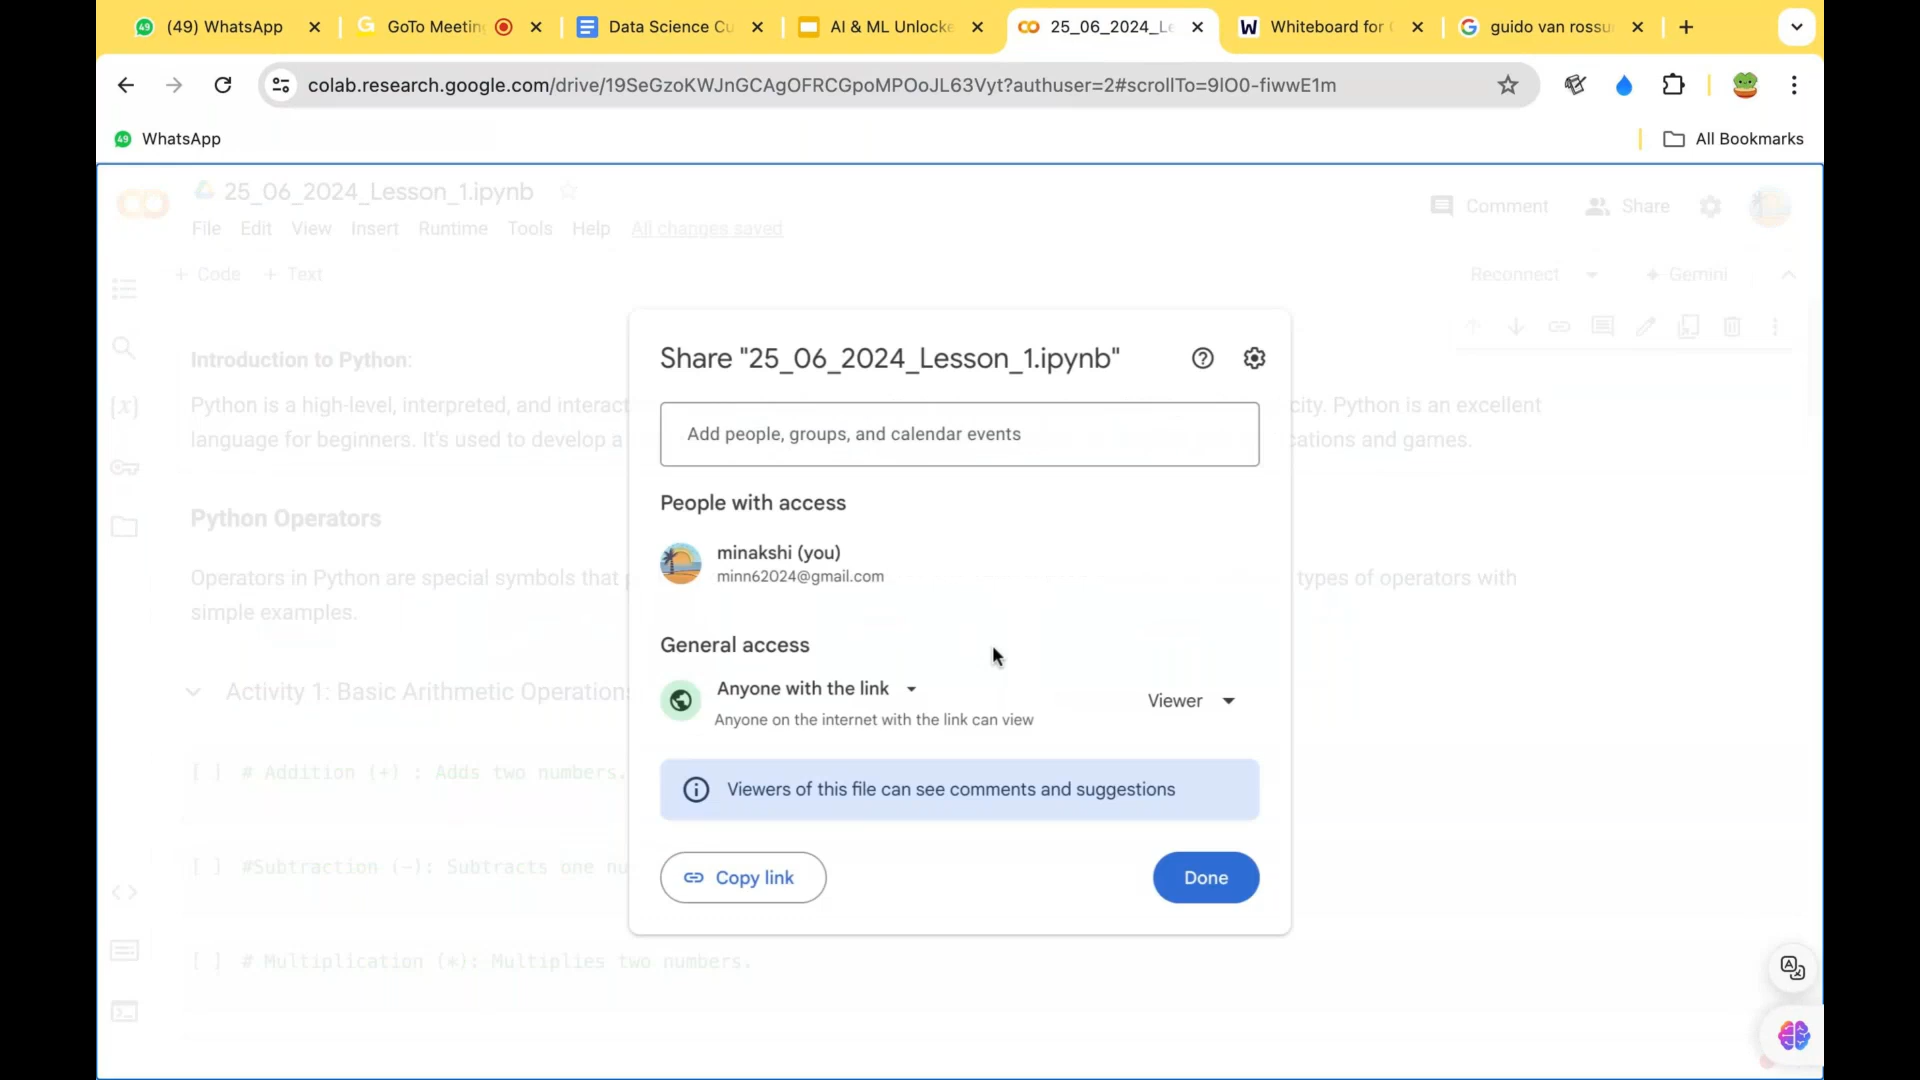 (49) WhatsApp
GoTo Meeting
Data Science Cu
AI & ML Unlocke
25_06_2024_Le
Whiteboard for
guido van rossu
colab.research.google.com/drive/19SeGzoKWJnGCAgOFRCGpoMPOoJL63Vyt?authuser=2#scrollTo=9lO0-fiwwE1m
49 WhatsApp
All Bookmarks
25_06_2024_Lesson_1.ipynb
Comment
Share
File Edit View Insert Runtime Tools Help All changes saved
+ Code + Text
Reconnect
Gemini
Share "25_06_2024_Lesson_1.ipynb"
Introduction to Python:
Python is a high-level, interpreted, and interact
city. Python is an excellent
Add people, groups, and calendar events
language for beginners. It's used to develop a
cations and games.
People with access
Python Operators
minakshi (you)
minn62024@gmail.com
Operators in Python are special symbols that
types of operators with
simple examples.
General access
Activity 1: Basic Arithmetic Operations
Anyone with the link
Viewer
Anyone on the internet with the link can view
[ ] # Addition (+) : Adds two numbers.
Viewers of this file can see comments and suggestions
[ ] #Subtraction (-): Subtracts one nu
Copy link
Done
[ ] # Multiplication (*): Multiplies two numbers.